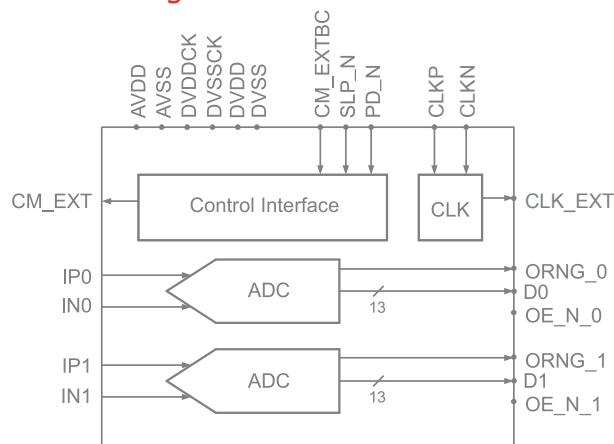 AVDD
AVSS
DVDDCK
DVSSCK
DVDD
DVSS
CM_EXTBC
SLP_N
PD_N
CLKP
CLKN
CM_EXT
Control Interface
CLK
CLK_EXT
IP0
IN0
ADC
13
ORNG_0
D0
OE_N_0
IP1
IN1
ADC
13
ORNG_1
D1
OE_N_1